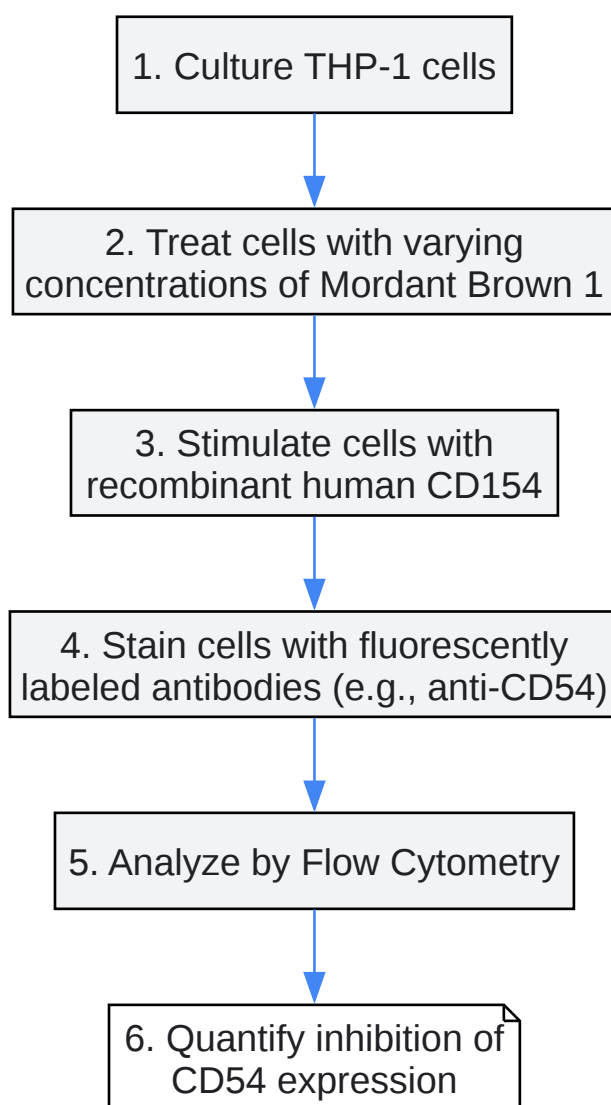 1. Culture THP-1 cells
2. Treat cells with varying
concentrations of Mordant Brown 1
3. Stimulate cells with
recombinant human CD154
4. Stain cells with fluorescently
labeled antibodies (e.g., anti-CD54)
5. Analyze by Flow Cytometry
6. Quantify inhibition of
CD54 expression